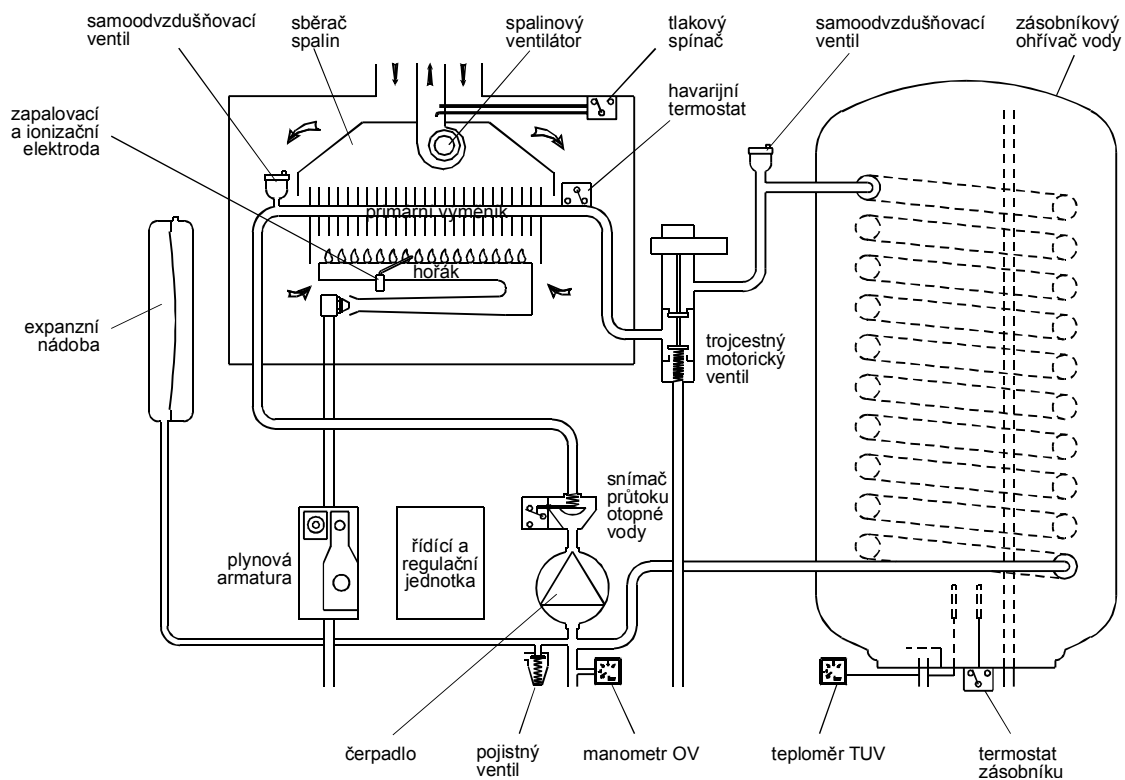 samoodvzdušňovací
ventil
sběrač
spalin
spalinový
ventilátor
tlakový
spínač
samoodvzdušňovací
ventil
zásobníkový
ohřívač vody
zapalovací
a ionizační
elektroda
havarijní
termostat
primární výměník
hořák
expanzní
nádoba
trojcestný
motorický
ventil
snímač
průtoku
otopné
vody
plynová
armatura
řídící a
regulační
jednotka
čerpadlo
pojistný
ventil
manometr OV
teploměr TUV
termostat
zásobníku